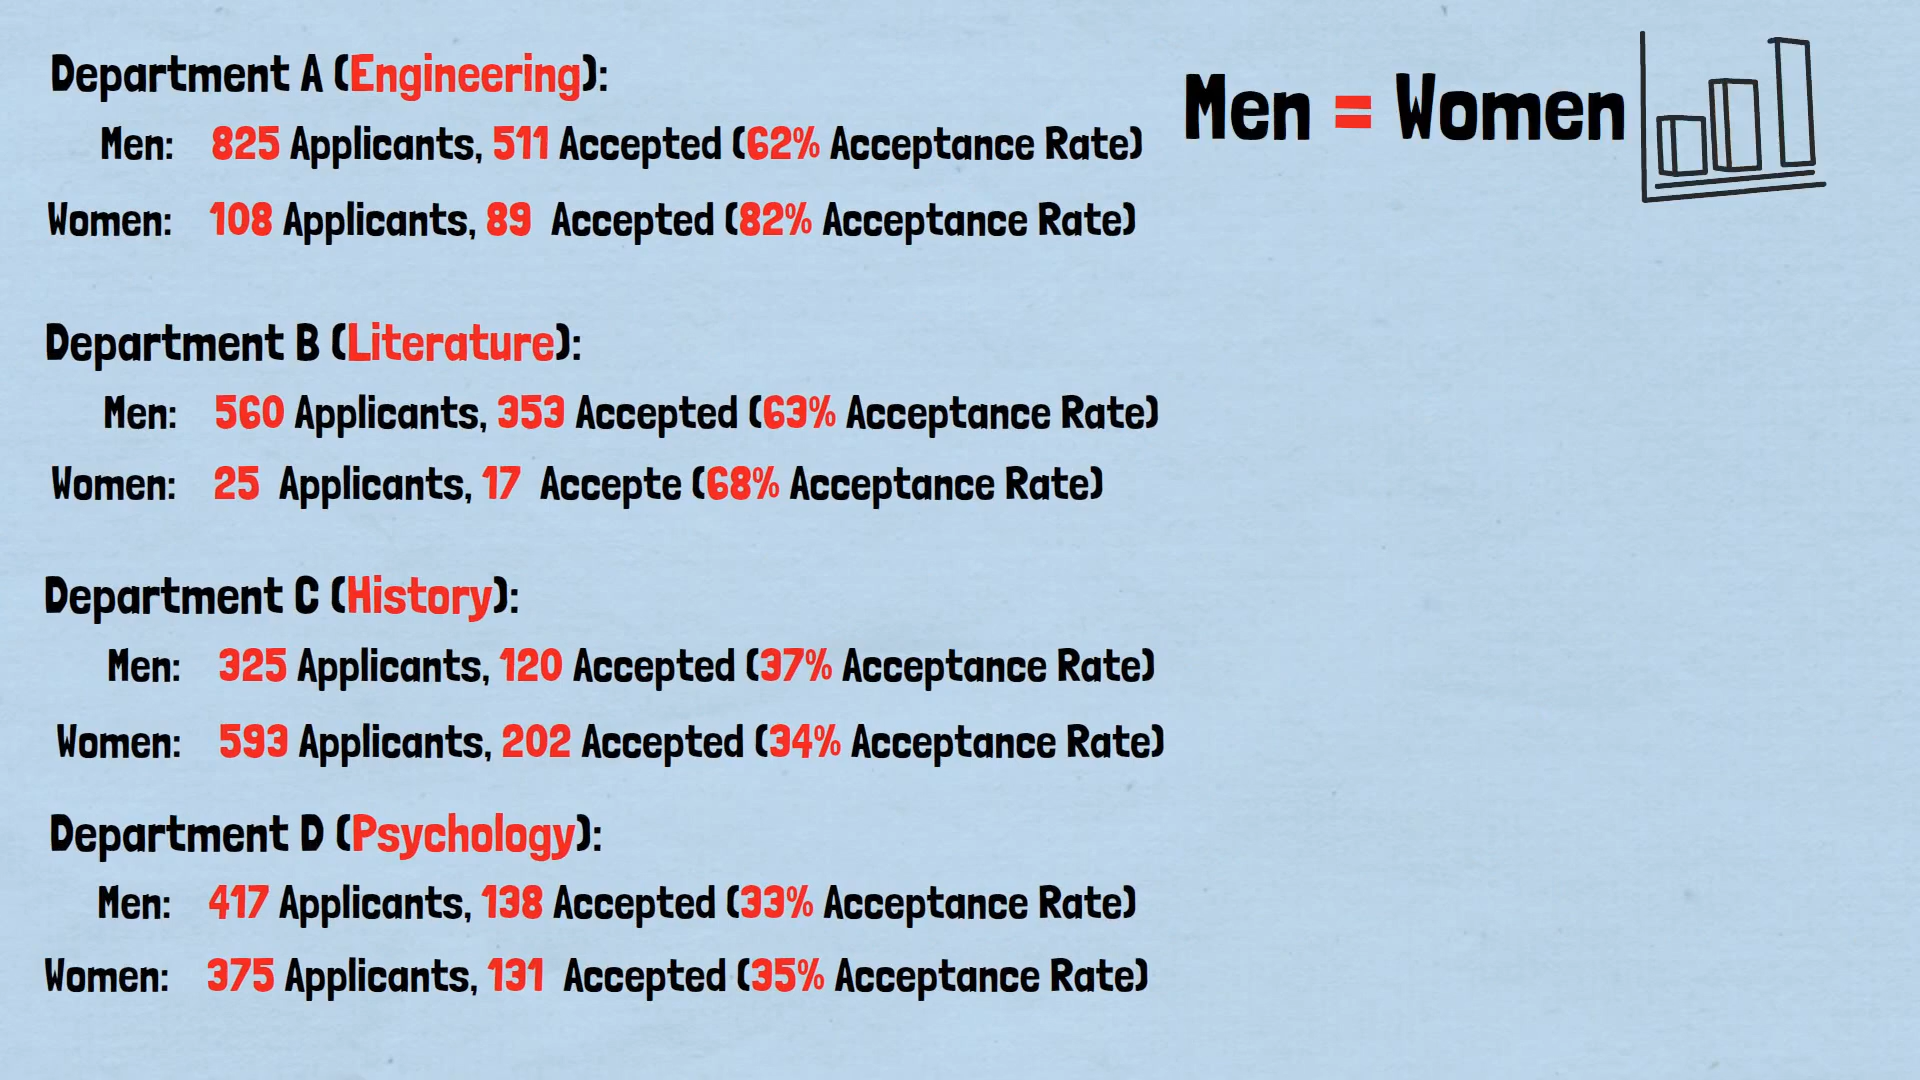 Department A (Engineering):
Men: 825 Applicants, 511 Accepted (62% Acceptance Rate)
Women: 108 Applicants, 89 Accepted (82% Acceptance Rate)
Men = Women
Department B (Literature):
Men: 560 Applicants, 353 Accepted (63% Acceptance Rate)
Women: 25 Applicants, 17 Accepte (68% Acceptance Rate)
Department C (History):
Men: 325 Applicants, 120 Accepted (37% Acceptance Rate)
Women: 593 Applicants, 202 Accepted (34% Acceptance Rate)
Department D (Psychology):
Men: 417 Applicants, 138 Accepted (33% Acceptance Rate)
Women: 375 Applicants, 131 Accepted (35% Acceptance Rate)